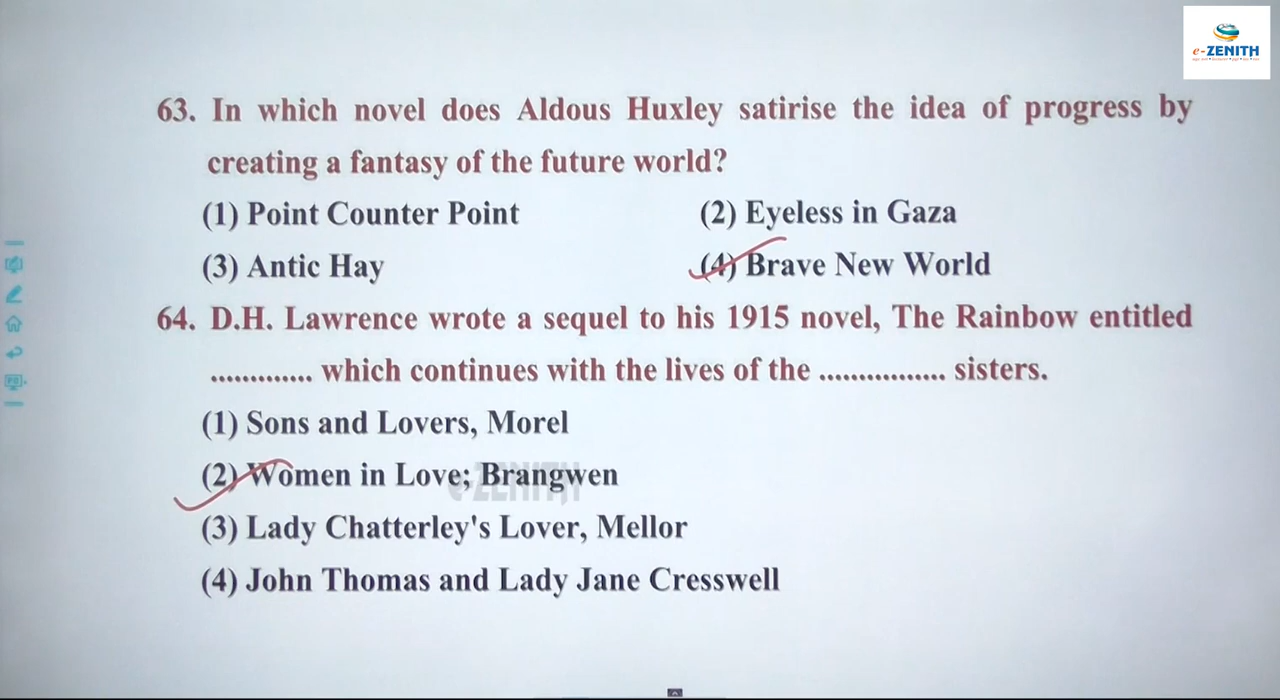 e-ZENITH
63. In which novel does Aldous Huxley satirise the idea of progress by
creating a fantasy of the future world?
(1) Point Counter Point (2) Eyeless in Gaza
(3) Antic Hay (4) Brave New World
64. D.H. Lawrence wrote a sequel to his 1915 novel, The Rainbow entitled
............. which continues with the lives of the ................ sisters.
(1) Sons and Lovers, Morel
(2) Women in Love; Brangwen
e-ZENITH
(3) Lady Chatterley's Lover, Mellor
(4) John Thomas and Lady Jane Cresswell